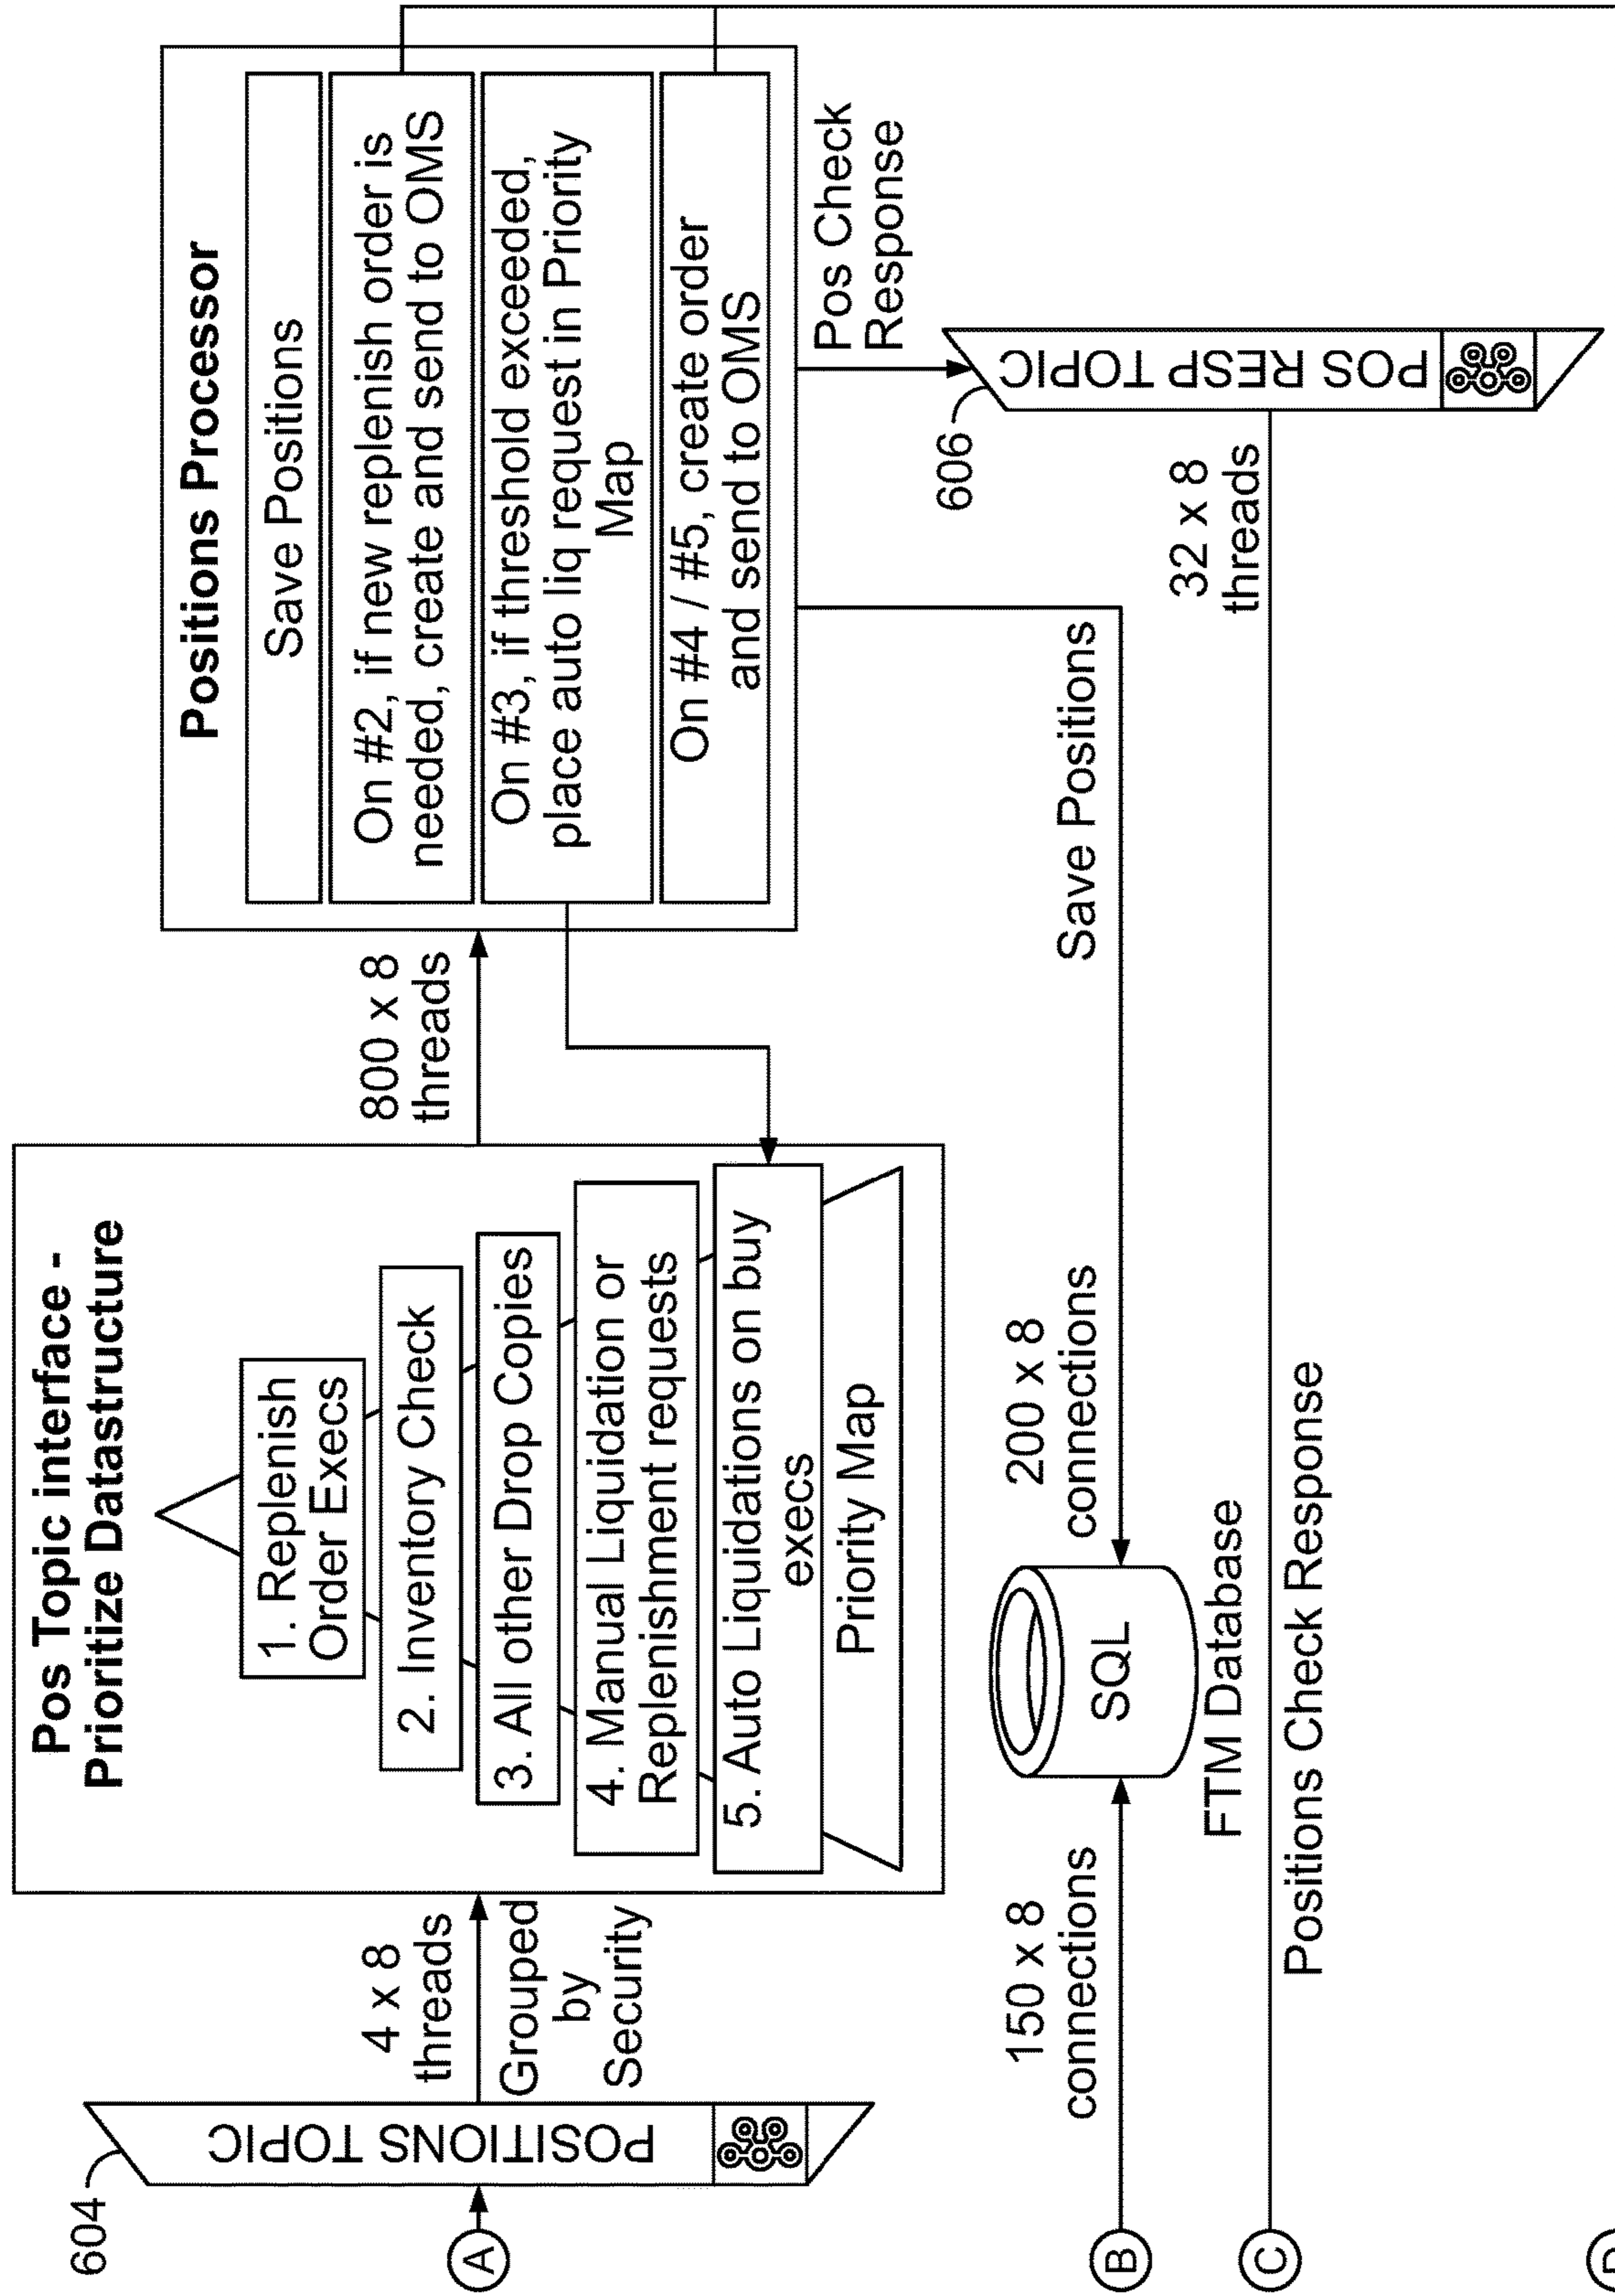 604
A
POSITIONS TOPIC
4 x 8
threads
Grouped
by
Security
Pos Topic interface -
Prioritize Datastructure
1. Replenish
Order Execs
2. Inventory Check
3. All other Drop Copies
4. Manual Liquidation or
Replenishment requests
5. Auto Liquidations on buy
execs
Priority Map
800 x 8
threads
Positions Processor
Save Positions
On #2, if new replenish order is
needed, create and send to OMS
On #3, if threshold exceeded,
place auto liq request in Priority
Map
On #4 / #5, create order
and send to OMS
Pos Check
Response
606
POS RESP TOPIC
32 x 8
threads
B
150 x 8
connections
SQL
FTM Database
200 x 8
connections
Save Positions
C
Positions Check Response